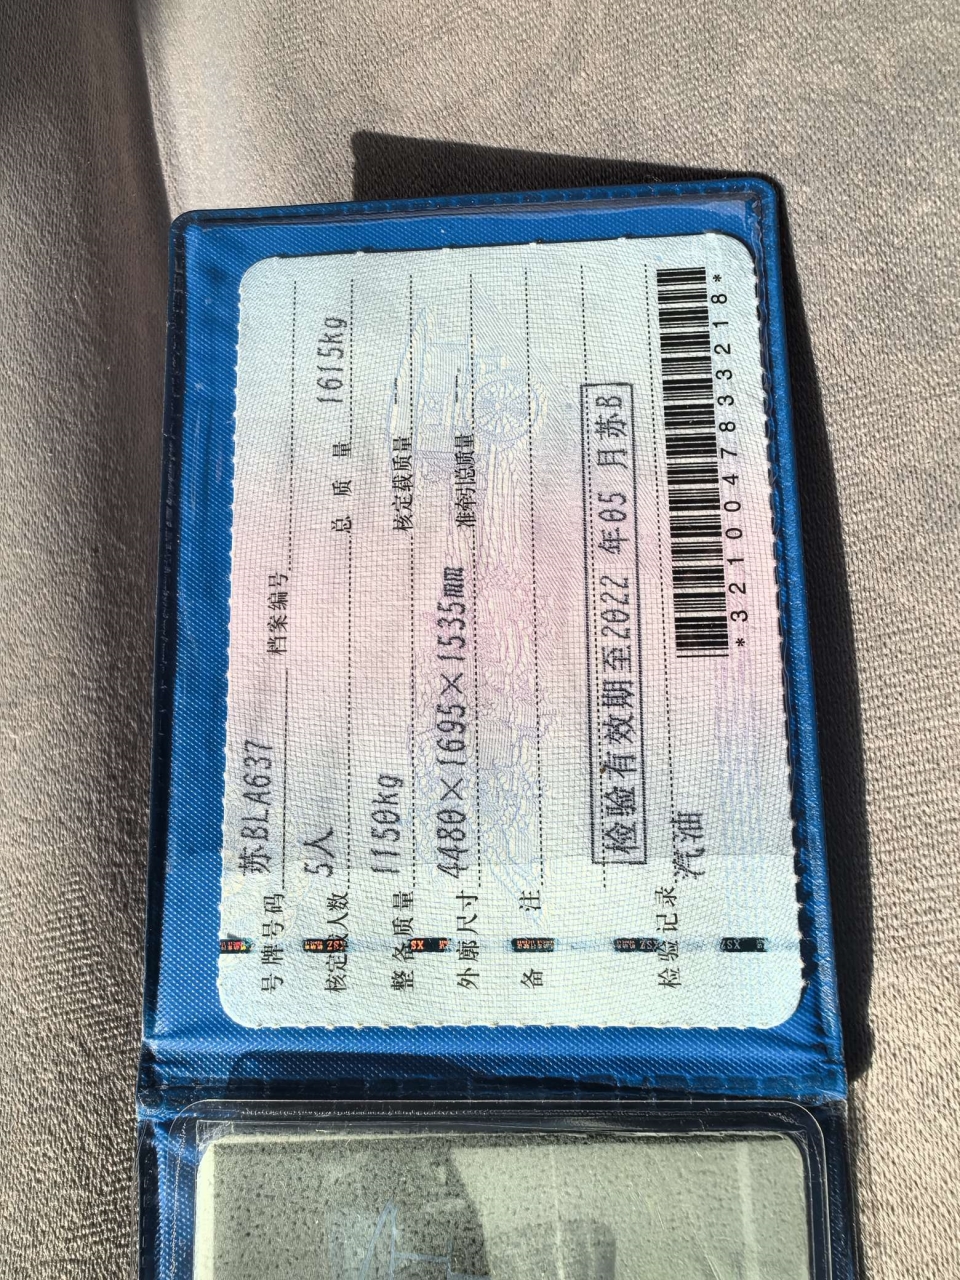 号牌号码 苏BLA637 档案编号
核定载人数 5人 总质量 1615kg
整备质量 1150kg 核定载质量 --
外廓尺寸 4480×1695×1535mm 准牵引总质量 --
备注
检验有效期至2022年05月苏B
检验记录 汽油
*3210047833218*